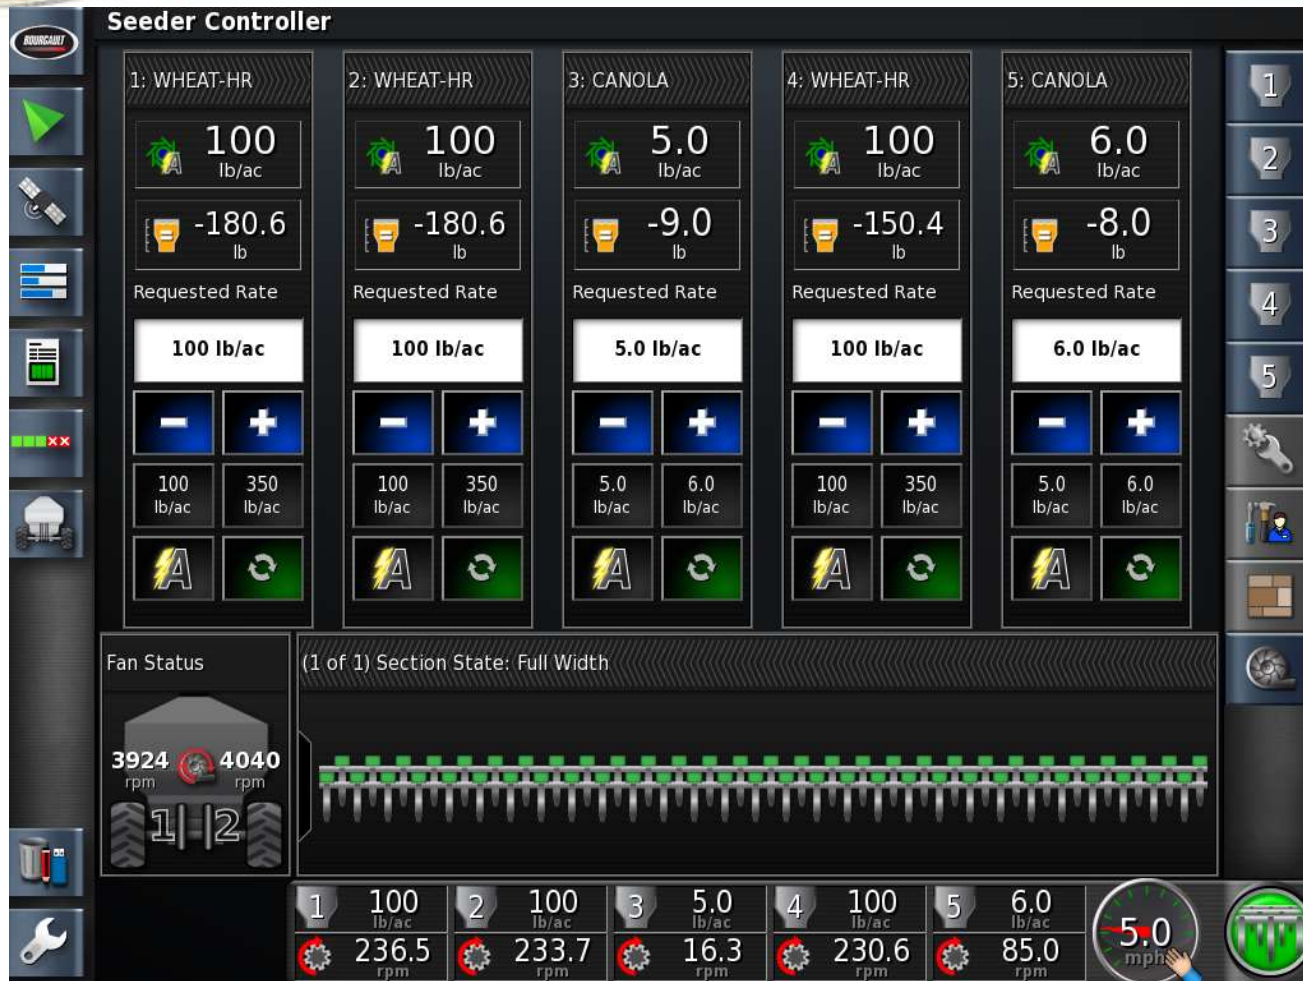 BOURGAULT
Seeder Controller
1: WHEAT-HR
100
lb/ac
-180.6
lb
Requested Rate
100 lb/ac
100
lb/ac
350
lb/ac
A
2: WHEAT-HR
100
lb/ac
-180.6
lb
Requested Rate
100 lb/ac
100
lb/ac
350
lb/ac
A
3: CANOLA
5.0
lb/ac
-9.0
lb
Requested Rate
5.0 lb/ac
5.0
lb/ac
6.0
lb/ac
A
4: WHEAT-HR
100
lb/ac
-150.4
lb
Requested Rate
100 lb/ac
100
lb/ac
350
lb/ac
A
5: CANOLA
6.0
lb/ac
-8.0
lb
Requested Rate
6.0 lb/ac
5.0
lb/ac
6.0
lb/ac
A
1
2
3
4
5
Fan Status
3924
rpm
4040
rpm
1 2
(1 of 1) Section State: Full Width
1
100
lb/ac
236.5
rpm
2
100
lb/ac
233.7
rpm
3
5.0
lb/ac
16.3
rpm
4
100
lb/ac
230.6
rpm
5
6.0
lb/ac
85.0
rpm
5.0
mph